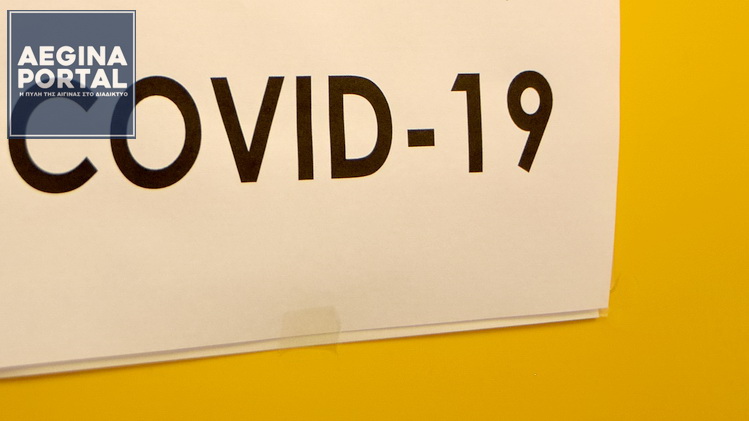 AEGINA
PORTAL
Η ΠΥΛΗ ΤΗΣ ΑΙΓΙΝΑΣ ΣΤΟ ΔΙΑΔΙΚΤΥΟ
COVID-19